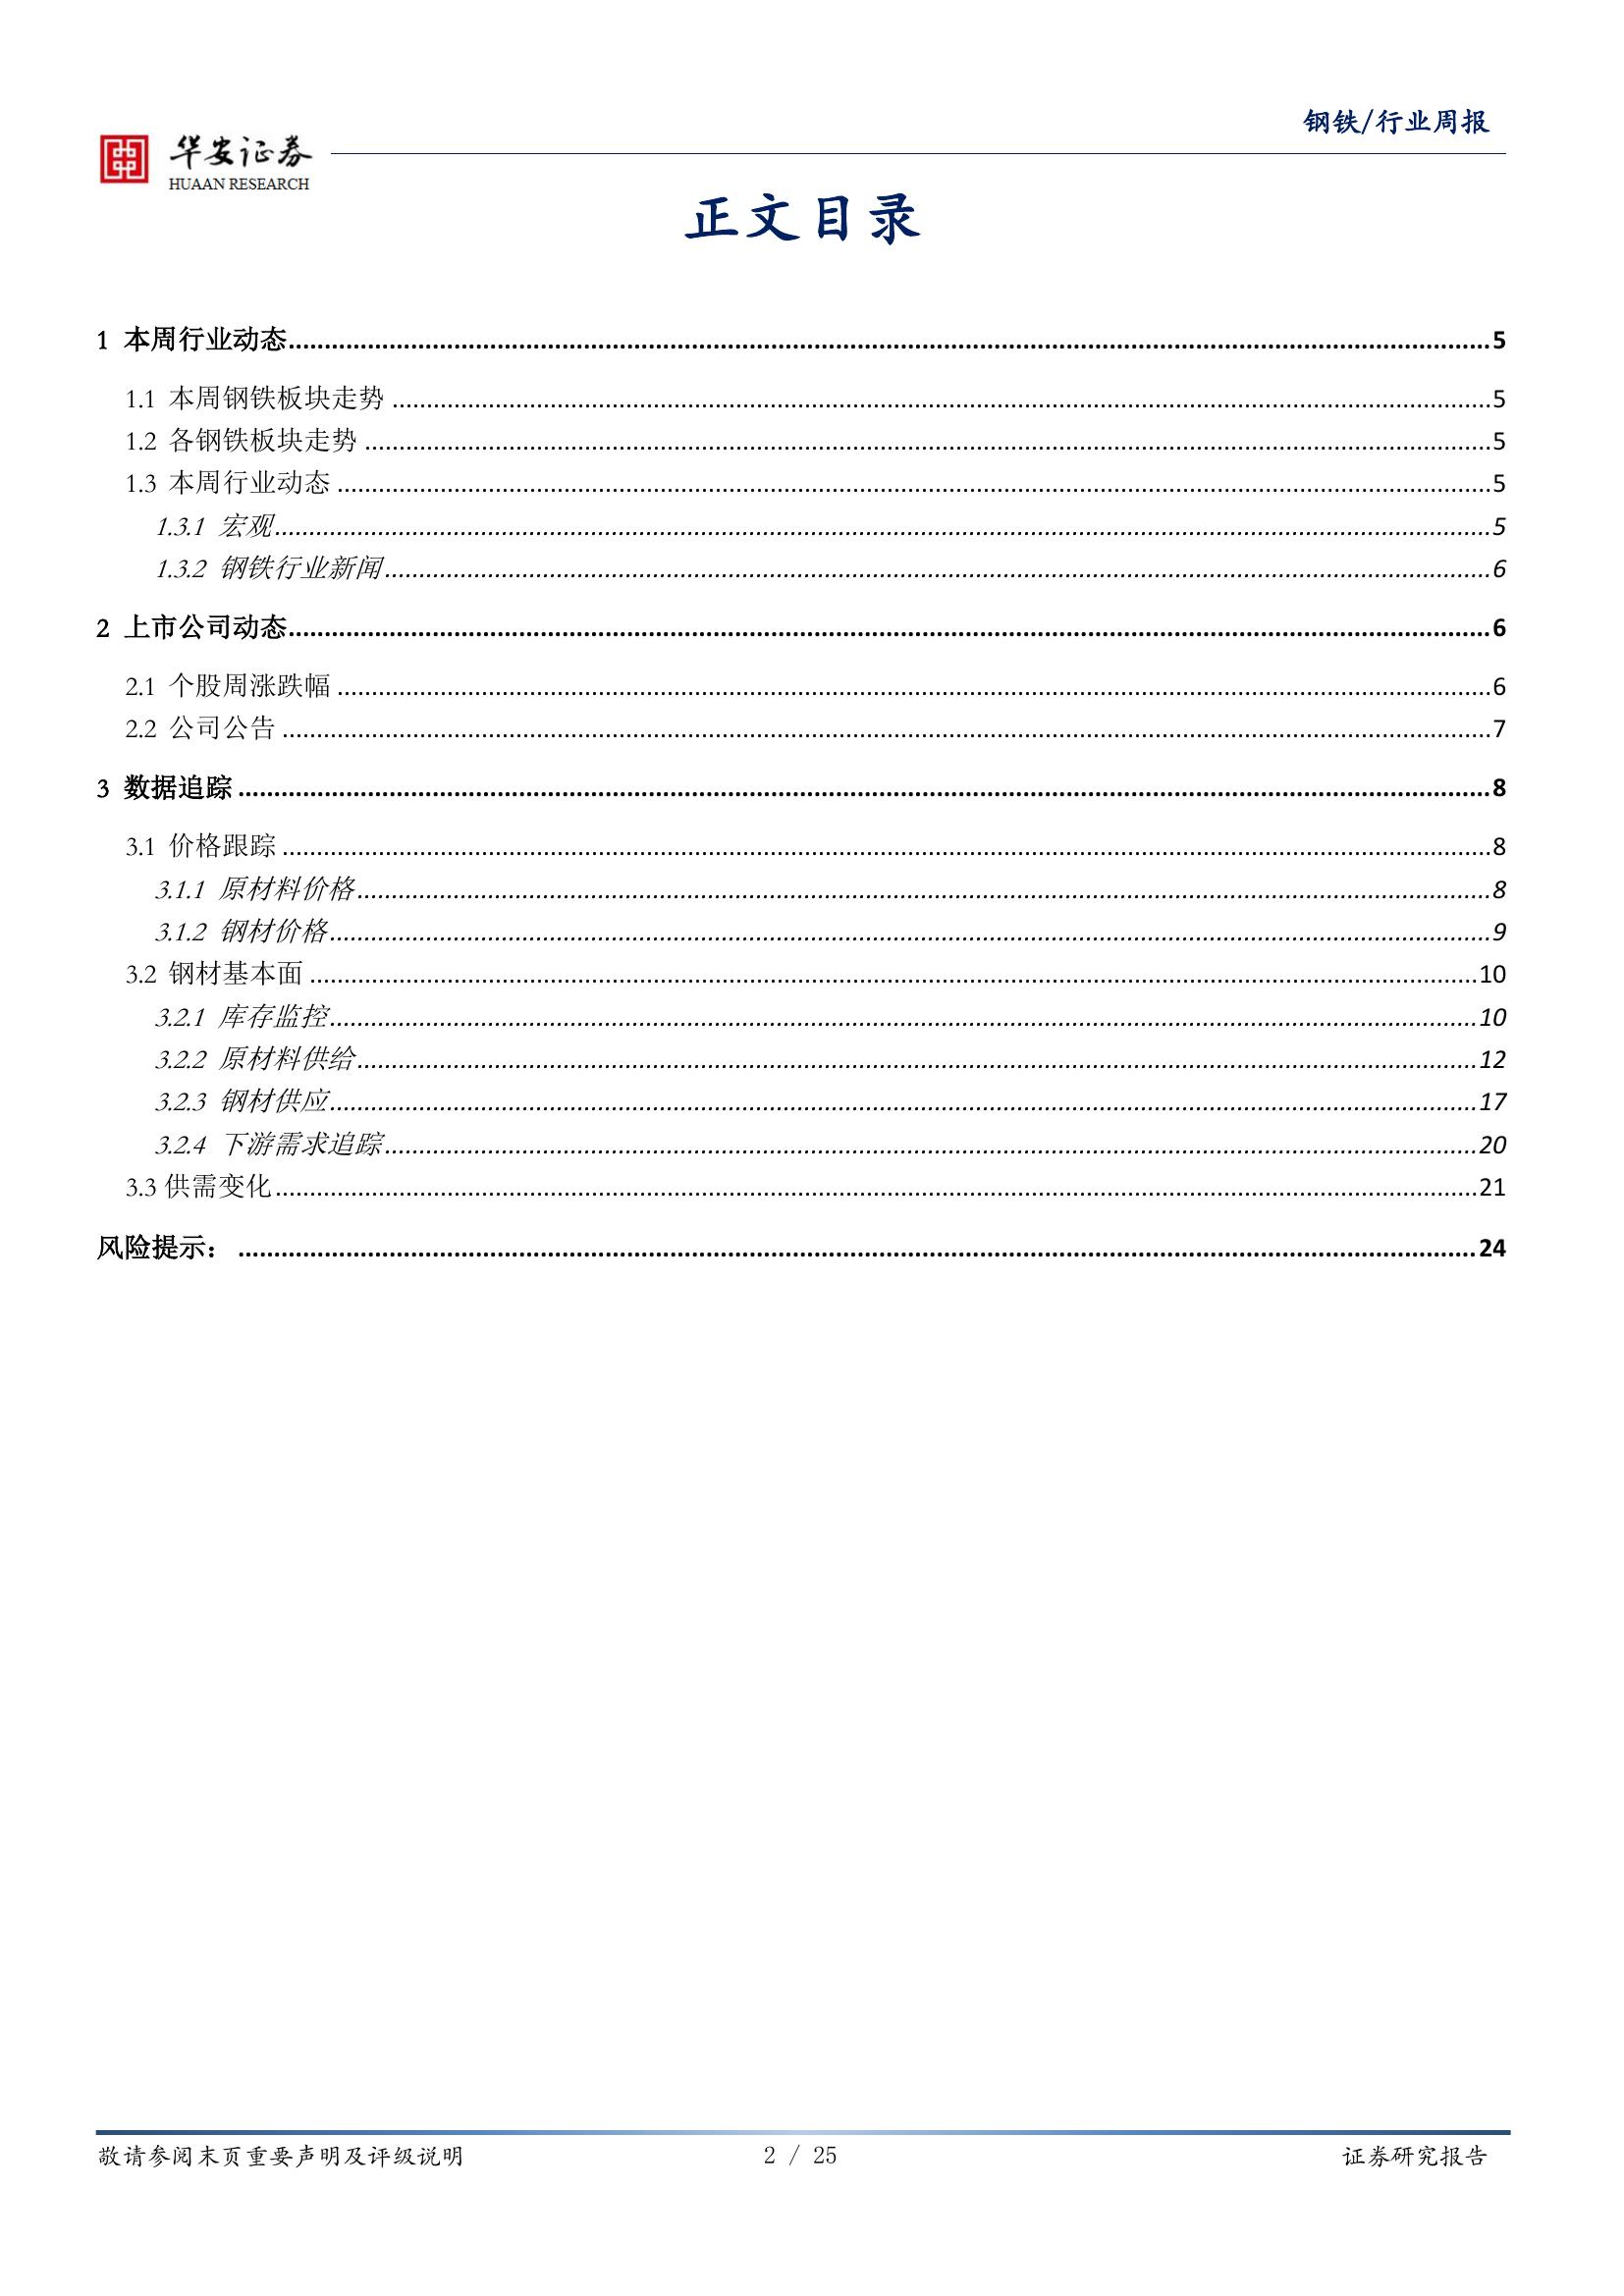 钢铁/行业周报
华安证券
HUAAN RESEARCH
正文目录
1 本周行业动态 5
1.1 本周钢铁板块走势 5
1.2 各钢铁板块走势 5
1.3 本周行业动态 5
1.3.1 宏观 5
1.3.2 钢铁行业新闻 6
2 上市公司动态 6
2.1 个股周涨跌幅 6
2.2 公司公告 7
3 数据追踪 8
3.1 价格跟踪 8
3.1.1 原材料价格 8
3.1.2 钢材价格 9
3.2 钢材基本面 10
3.2.1 库存监控 10
3.2.2 原材料供给 12
3.2.3 钢材供应 17
3.2.4 下游需求追踪 20
3.3供需变化 21
风险提示： 24
敬请参阅末页重要声明及评级说明 2 / 25 证券研究报告